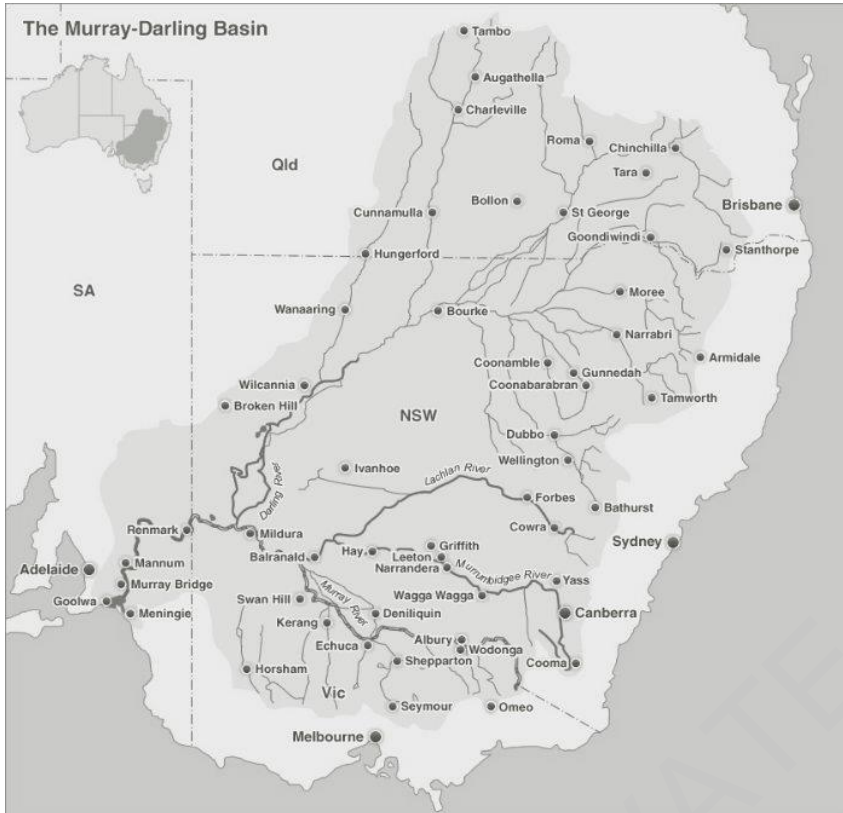 The Murray-Darling Basin
Tambo
Augathella
Charleville
Roma
Chinchilla
Qld
Tara
Bollon
Brisbane
Cunnamulla
St George
Goondiwindi
Stanthorpe
Hungerford
SA
Moree
Wanaaring
Bourke
Narrabri
Armidale
Coonamble
Gunnedah
Coonabarabran
Wilcannia
Tamworth
Broken Hill
NSW
Dubbo
Wellington
Ivanhoe
Lachlan River
Darling River
Forbes
Bathurst
Renmark
Mildura
Cowra
Sydney
Griffith
Hay
Leeton
Balranald
Narrandera
Mannum
Adelaide
Murrumbidgee River
Yass
Murray Bridge
Murray River
Wagga Wagga
Goolwa
Swan Hill
Meningie
Deniliquin
Canberra
Kerang
Albury
Echuca
Wodonga
Shepparton
Cooma
Horsham
Vic
Seymour
Omeo
Melbourne